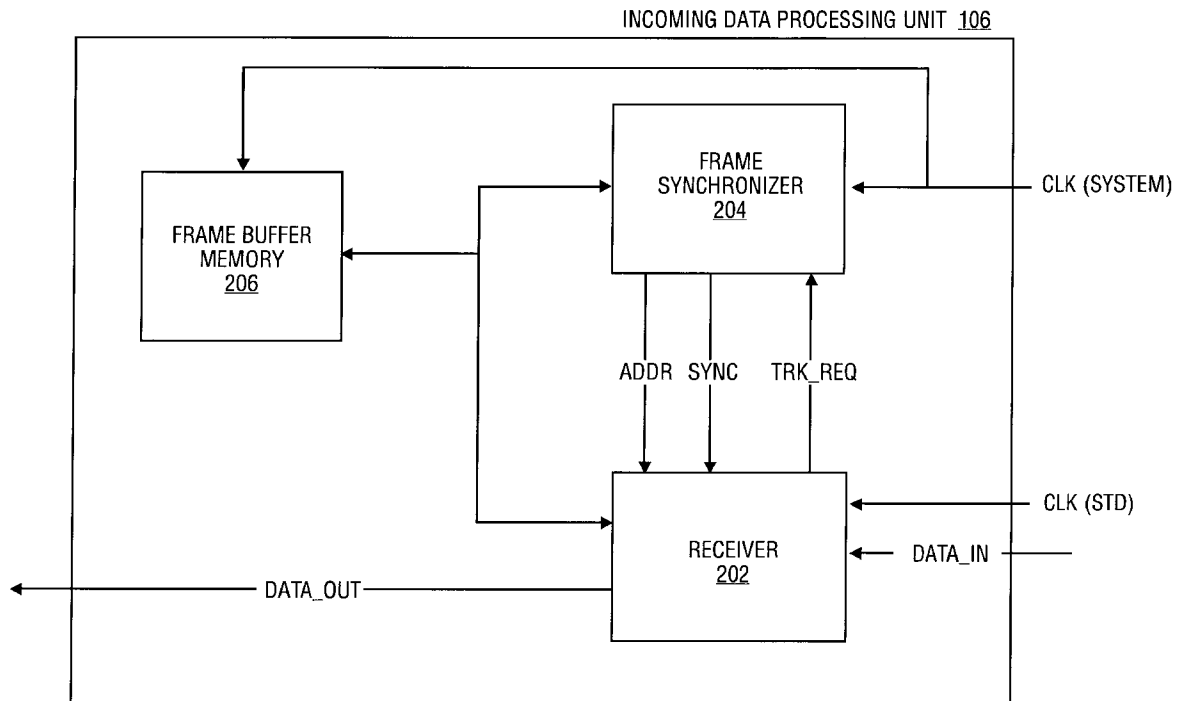 INCOMING DATA PROCESSING UNIT 106
FRAME
SYNCHRONIZER
204
CLK (SYSTEM)
FRAME BUFFER
MEMORY
206
ADDR SYNC TRK_REQ
CLK (STD)
RECEIVER
202
DATA_IN
DATA_OUT